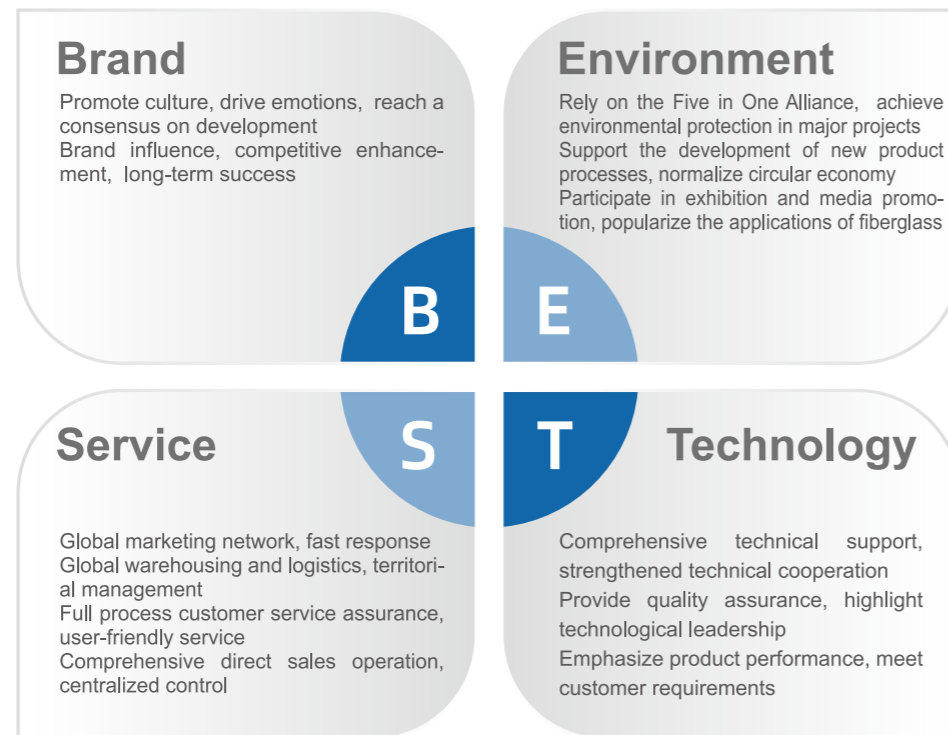 Brand
Promote culture, drive emotions, reach a
consensus on development
Brand influence, competitive enhance-
ment, long-term success
B
Environment
Rely on the Five in One Alliance, achieve
environmental protection in major projects
Support the development of new product
processes, normalize circular economy
Participate in exhibition and media promo-
tion, popularize the applications of fiberglass
E
Service
S
Global marketing network, fast response
Global warehousing and logistics, territori-
al management
Full process customer service assurance,
user-friendly service
Comprehensive direct sales operation,
centralized control
T
Technology
Comprehensive technical support,
strengthened technical cooperation
Provide quality assurance, highlight
technological leadership
Emphasize product performance, meet
customer requirements